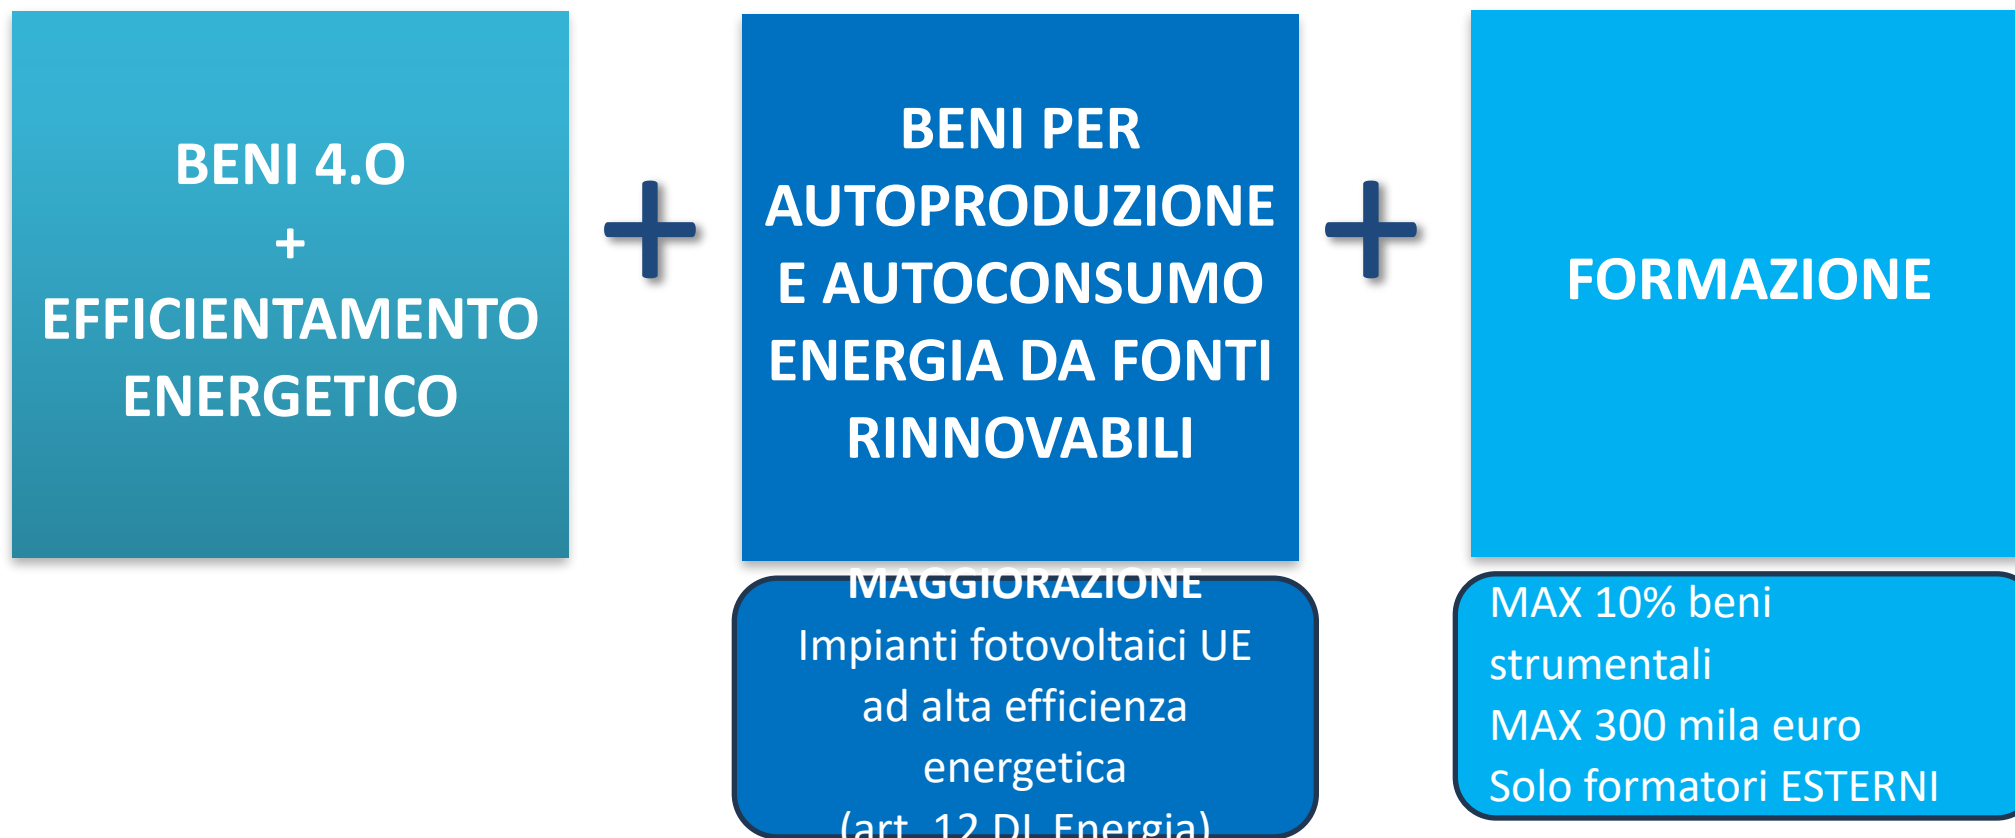 BENI 4.O
+
EFFICIENTAMENTO
ENERGETICO
+
BENI PER
AUTOPRODUZIONE
E AUTOCONSUMO
ENERGIA DA FONTI
RINNOVABILI
MAGGIORAZIONE
Impianti fotovoltaici UE
ad alta efficienza
energetica
(art. 12 DL Energia)
+
FORMAZIONE
MAX 10% beni
strumentali
MAX 300 mila euro
Solo formatori ESTERNI